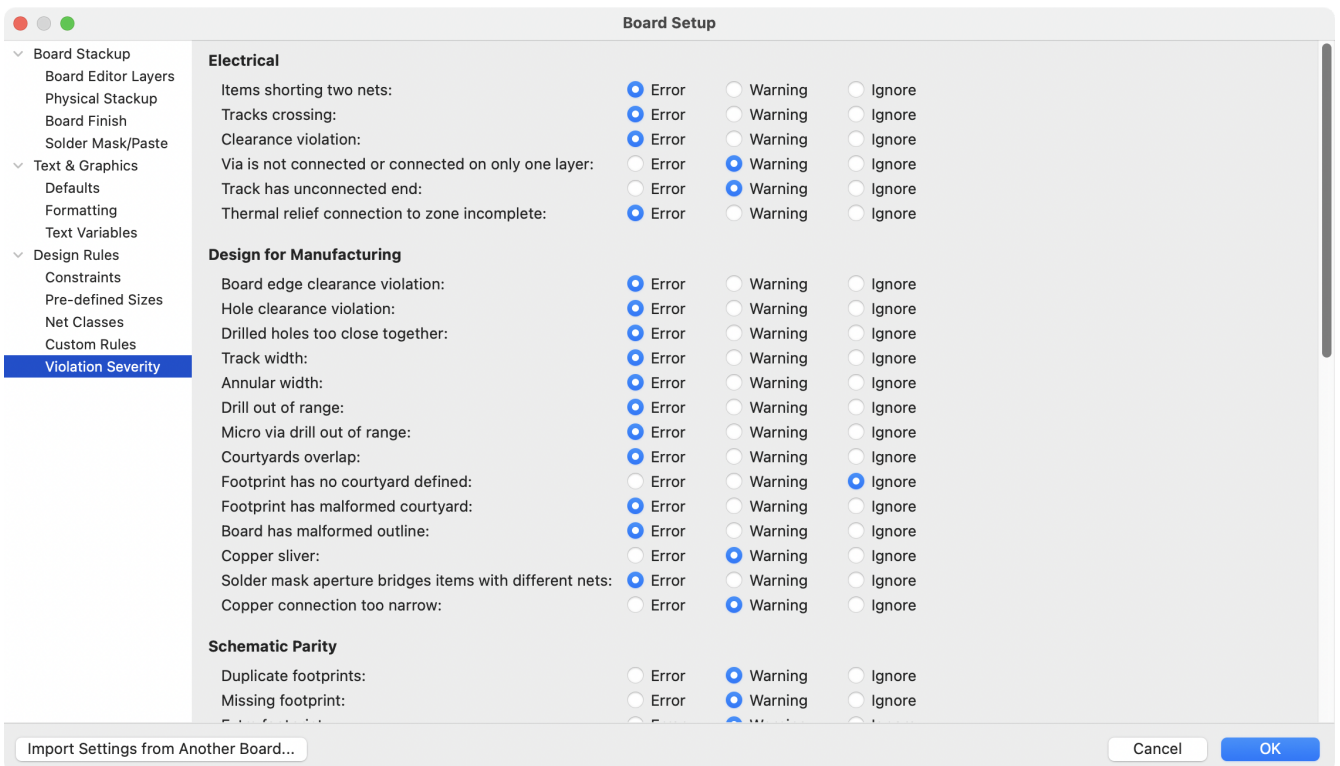 Board Setup
Board Stackup
Board Editor Layers
Physical Stackup
Board Finish
Solder Mask/Paste
Text & Graphics
Defaults
Formatting
Text Variables
Design Rules
Constraints
Pre-defined Sizes
Net Classes
Custom Rules
Violation Severity
Electrical
Items shorting two nets: Error Warning Ignore
Tracks crossing: Error Warning Ignore
Clearance violation: Error Warning Ignore
Via is not connected or connected on only one layer: Error Warning Ignore
Track has unconnected end: Error Warning Ignore
Thermal relief connection to zone incomplete: Error Warning Ignore
Design for Manufacturing
Board edge clearance violation: Error Warning Ignore
Hole clearance violation: Error Warning Ignore
Drilled holes too close together: Error Warning Ignore
Track width: Error Warning Ignore
Annular width: Error Warning Ignore
Drill out of range: Error Warning Ignore
Micro via drill out of range: Error Warning Ignore
Courtyards overlap: Error Warning Ignore
Footprint has no courtyard defined: Error Warning Ignore
Footprint has malformed courtyard: Error Warning Ignore
Board has malformed outline: Error Warning Ignore
Copper sliver: Error Warning Ignore
Solder mask aperture bridges items with different nets: Error Warning Ignore
Copper connection too narrow: Error Warning Ignore
Schematic Parity
Duplicate footprints: Error Warning Ignore
Missing footprint: Error Warning Ignore
Import Settings from Another Board...
Cancel
OK